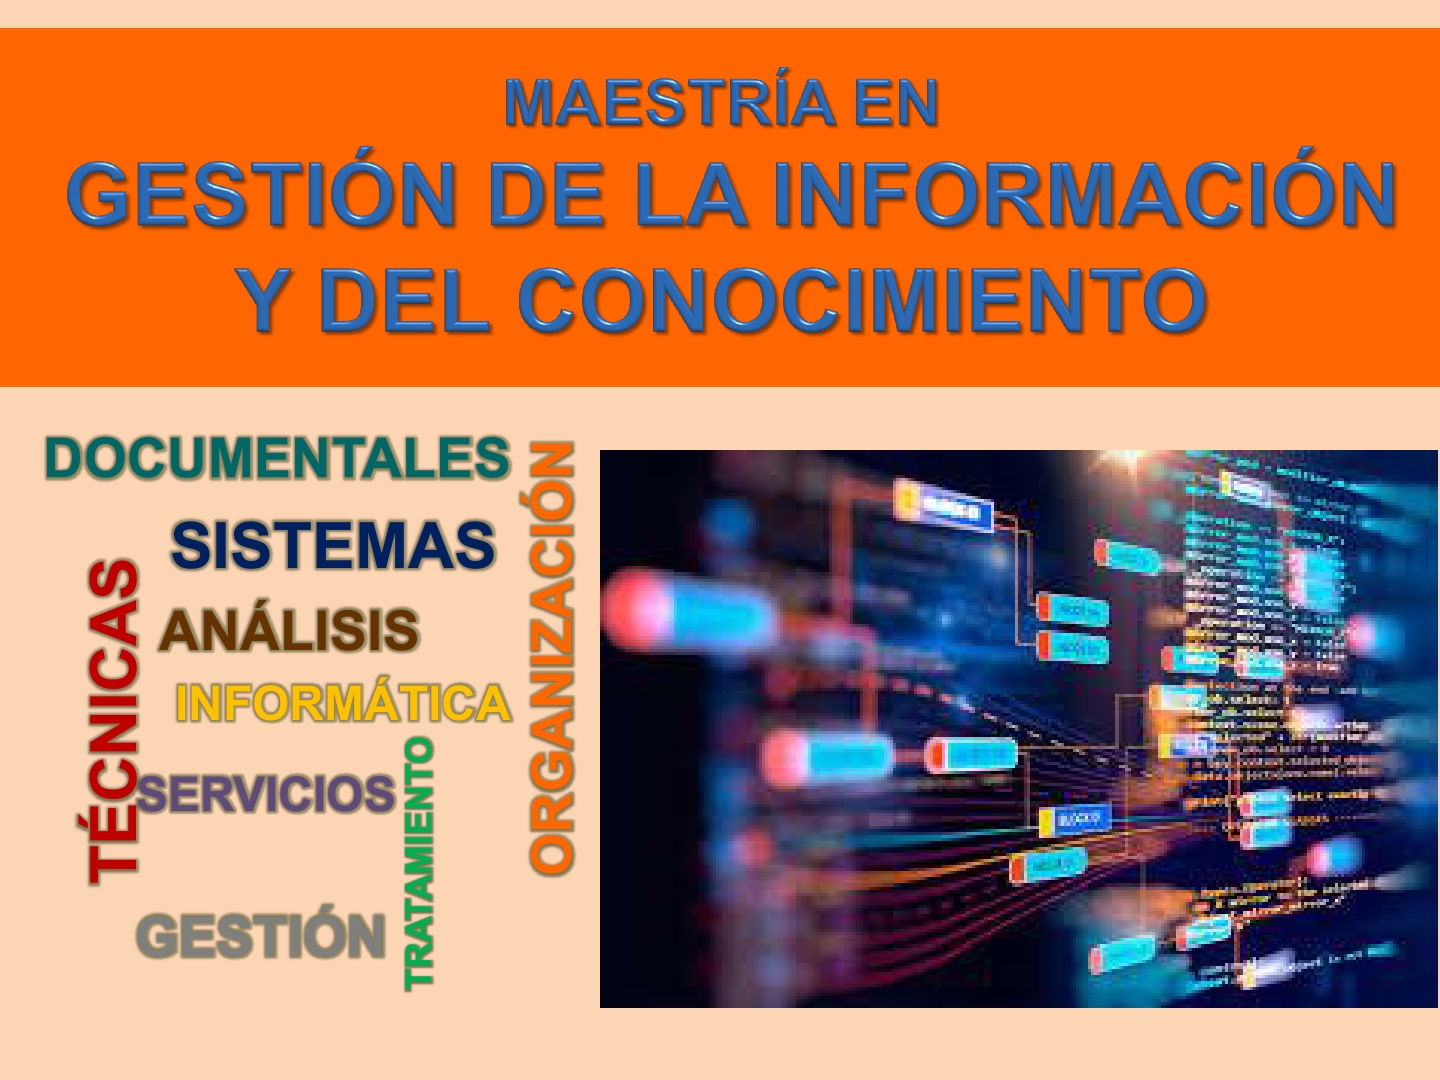 MAESTRÍA EN
GESTIÓN DE LA INFORMACIÓN
Y DEL CONOCIMIENTO
DOCUMENTALES
SISTEMAS
ANÁLISIS
INFORMÁTICA
SERVICIOS
GESTIÓN
TÉCNICAS
TRATAMIENTO
ORGANIZACIÓN